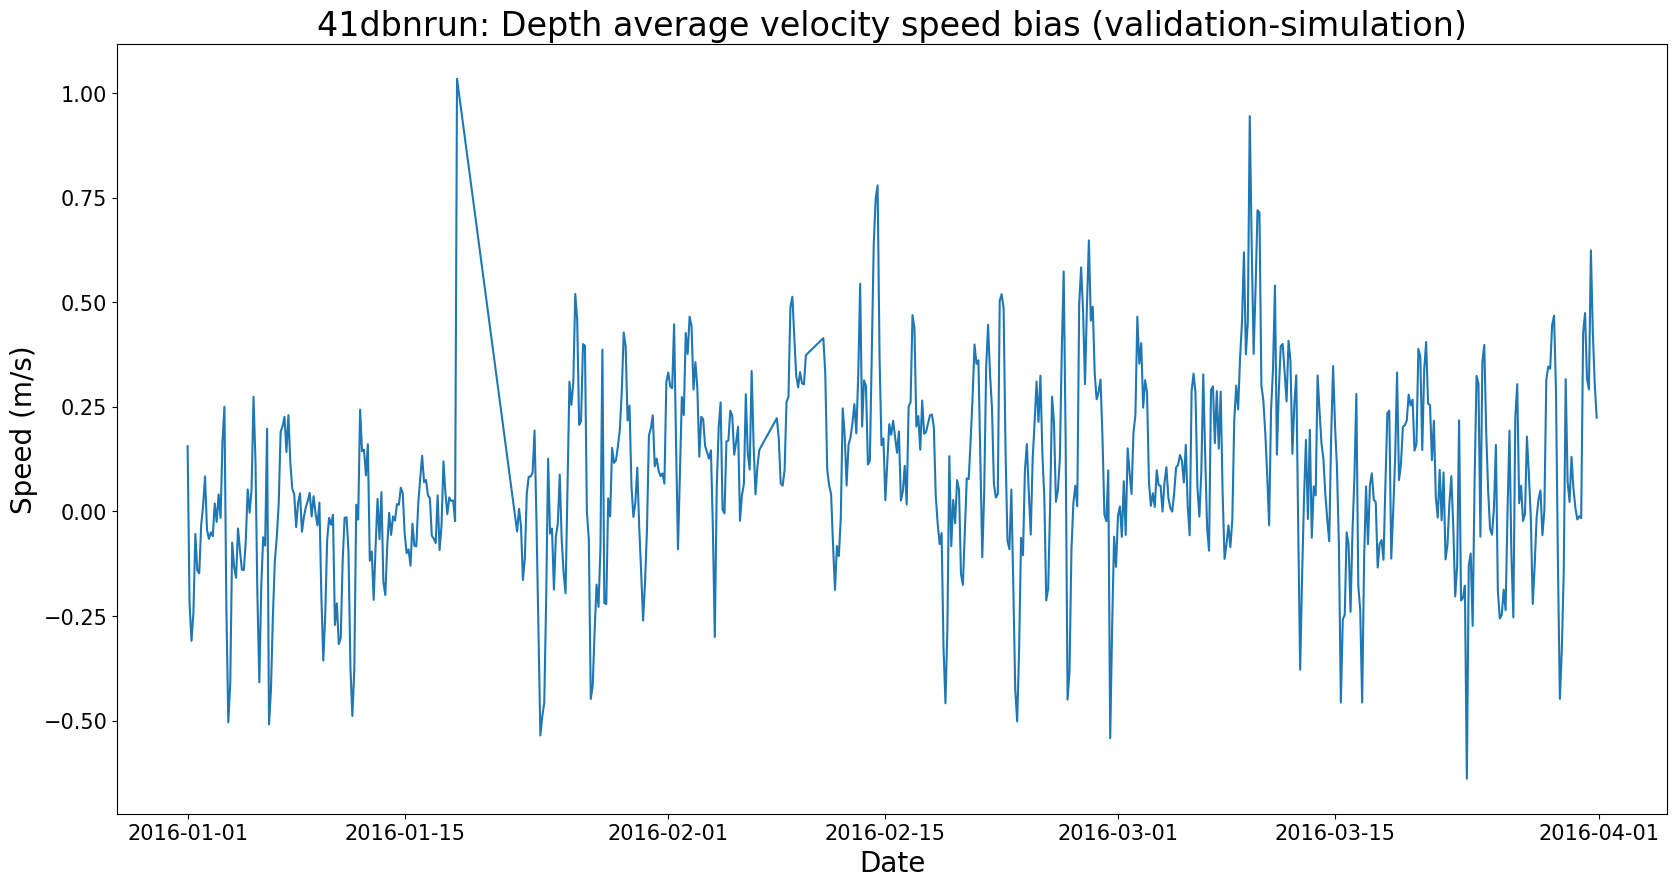 41dbnrun: Depth average velocity speed bias (validation-simulation)
Speed (m/s)
1.00
0.75
0.50
0.25
0.00
−0.25
−0.50
2016-01-01 2016-01-15 2016-02-01 2016-02-15 2016-03-01 2016-03-15 2016-04-01
Date